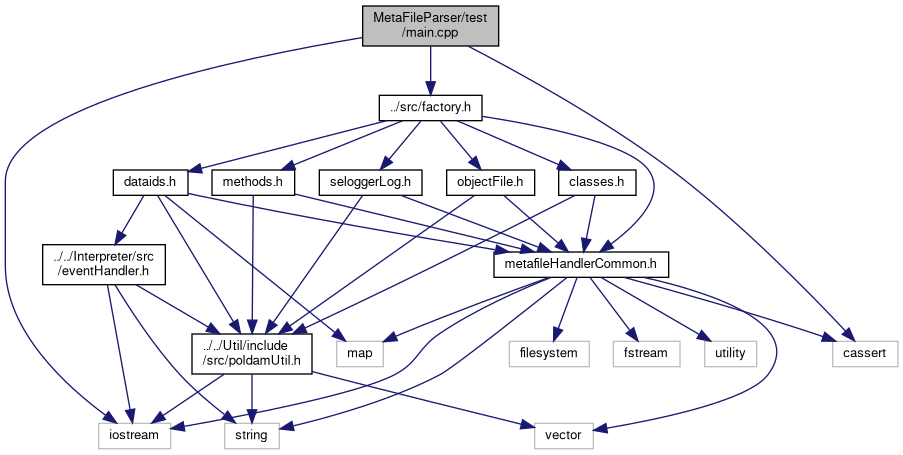 MetaFileParser/test
/main.cpp
../src/factory.h
dataids.h
methods.h
seloggerLog.h
objectFile.h
classes.h
../../Interpreter/src
/eventHandler.h
metafileHandlerCommon.h
../../Util/include
/src/poldamUtil.h
map
filesystem
fstream
utility
cassert
iostream
string
vector